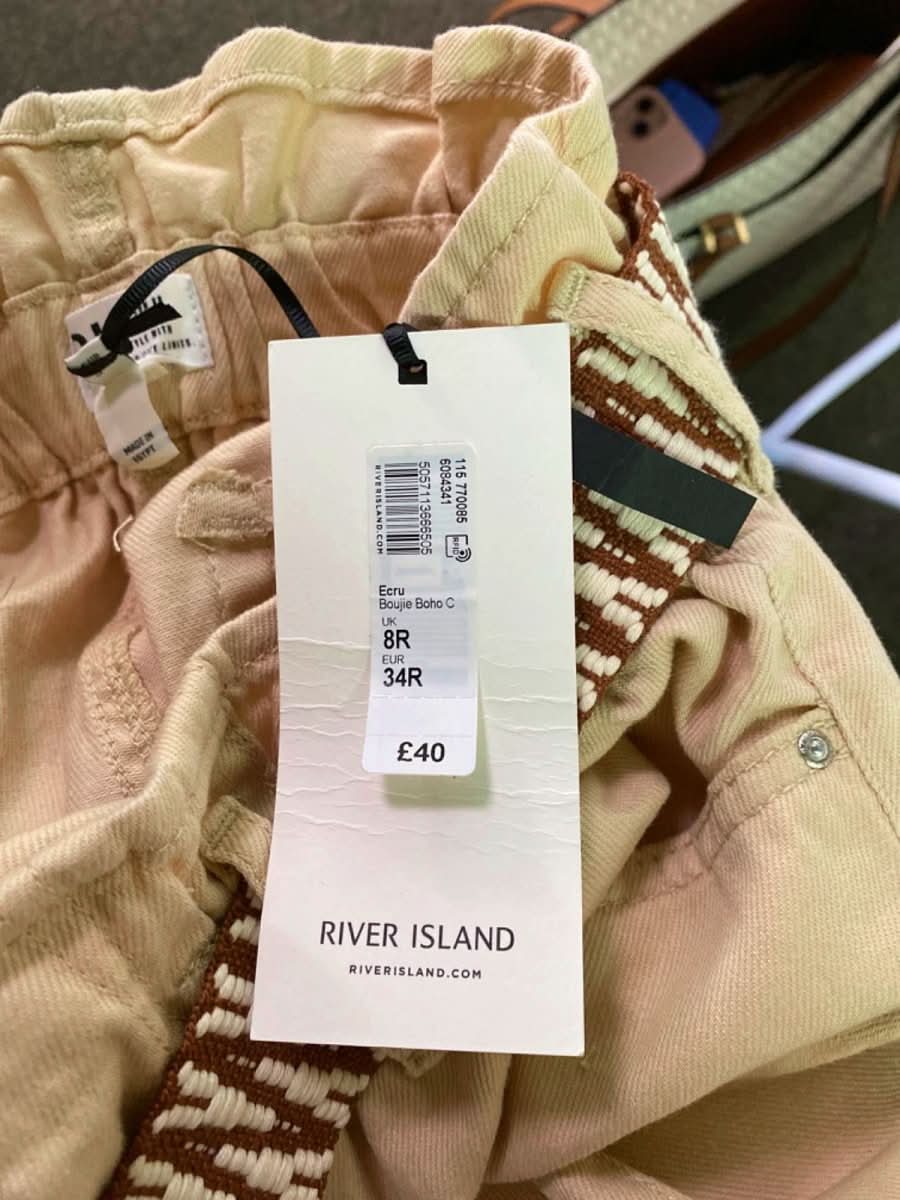 MADE IN
EGYPT
115 770085
6084341
5057113666505
RIVERISLAND.COM
RFID
Ecru
Boujie Boho C
UK
8R
EUR
34R
£40
RIVER ISLAND
RIVERISLAND.COM